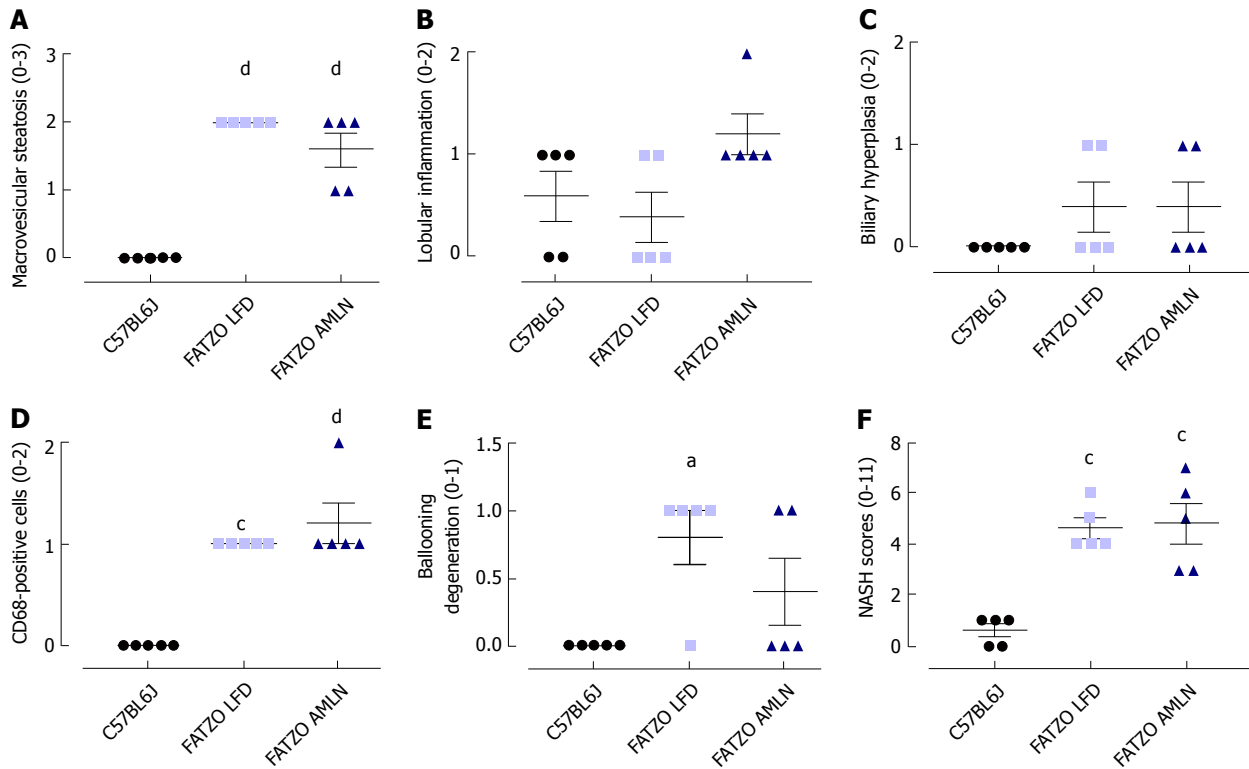 A
Macrovesicular steatosis (0-3)
3
2
1
0
d
d
C57BL6J
FATZO LFD
FATZO AMLN
B
Lobular inflammation (0-2)
2
1
0
C57BL6J
FATZO LFD
FATZO AMLN
C
Biliary hyperplasia (0-2)
2
1
0
C57BL6J
FATZO LFD
FATZO AMLN
D
CD68-positive cells (0-2)
2
1
0
c
d
C57BL6J
FATZO LFD
FATZO AMLN
E
Ballooning
degeneration (0-1)
1.5
1.0
0.5
0.0
a
C57BL6J
FATZO LFD
FATZO AMLN
F
NASH scores (0-11)
8
6
4
2
0
c
c
C57BL6J
FATZO LFD
FATZO AMLN